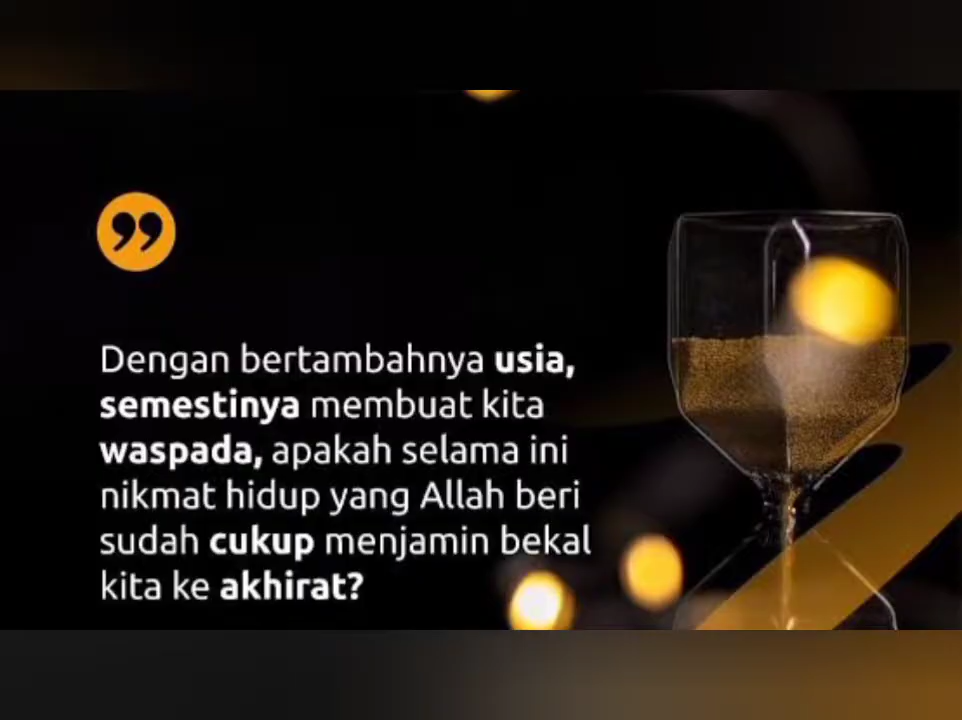 Dengan bertambahnya usia,
semestinya membuat kita
waspada, apakah selama ini
nikmat hidup yang Allah beri
sudah cukup menjamin bekal
kita ke akhirat?